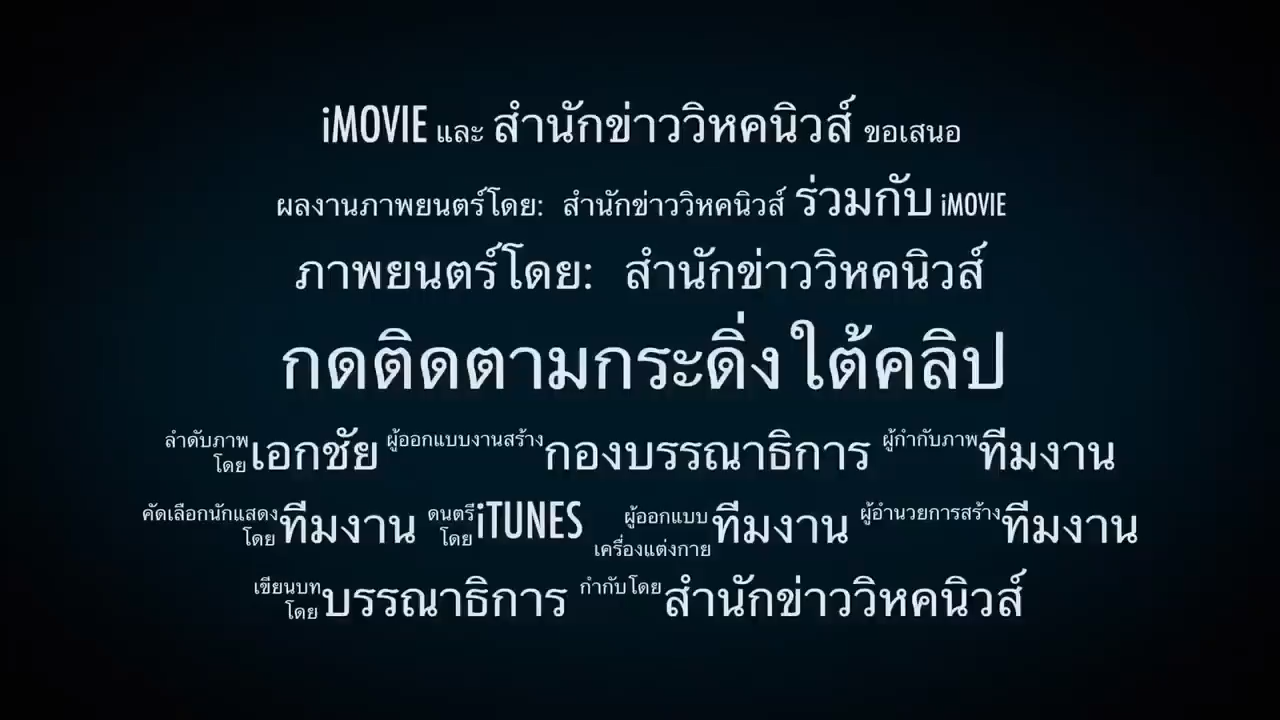 iMOVIE และ สำนักข่าววิหคนิวส์ ขอเสนอ
ผลงานภาพยนตร์โดย: สำนักข่าววิหคนิวส์ ร่วมกับ iMOVIE
ภาพยนตร์โดย: สำนักข่าววิหคนิวส์
กดติดตามกระดิ่ง ใต้คลิป
ลำดับภาพโดย เอกชัย ผู้ออกแบบงานสร้าง กองบรรณาธิการ ผู้กำกับภาพ ทีมงาน
คัดเลือกนักแสดงโดย ทีมงาน ดนตรีโดย iTUNES ผู้ออกแบบเครื่องแต่งกาย ทีมงาน ผู้อำนวยการสร้าง ทีมงาน
เขียนบทโดย บรรณาธิการ กำกับโดย สำนักข่าววิหคนิวส์